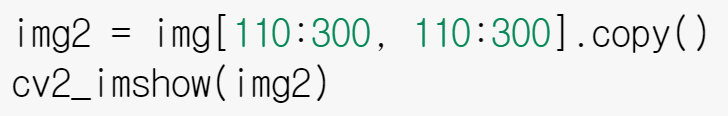 img2 = img[110:300, 110:300].copy()
cv2_imshow(img2)